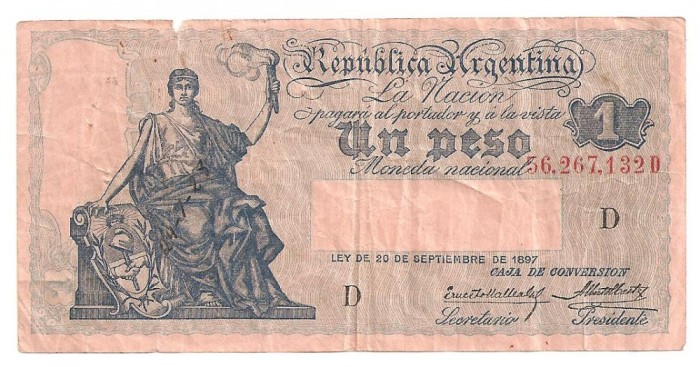 República Argentina
La Nación
pagará al portador y á la vista
1
Un peso
Moneda nacional
56.267,132 D
D
LEY DE 20 DE SEPTIEMBRE DE 1897
CAJA DE CONVERSION
D
Secretario
Presidente
1